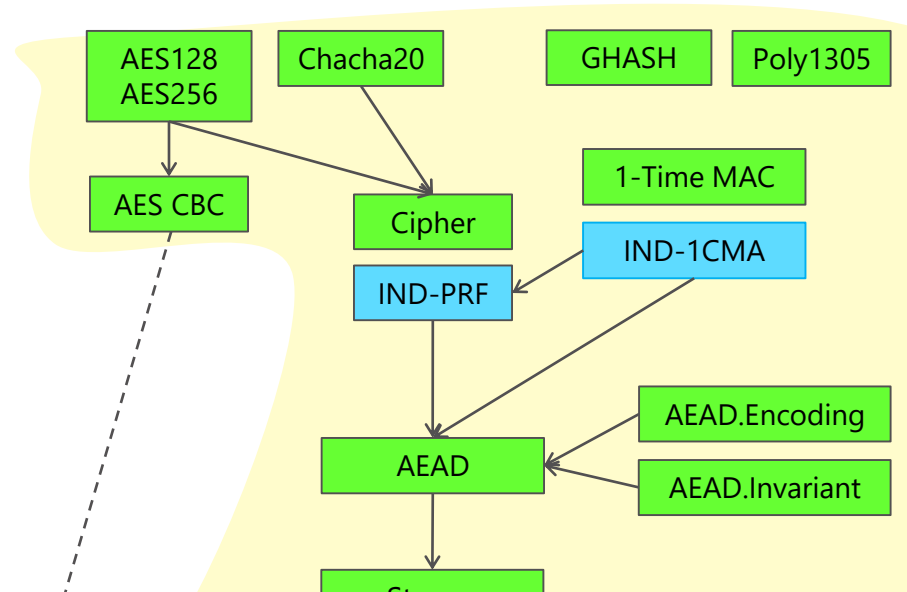 AES128
AES256
Chacha20
GHASH
Poly1305
AES CBC
1-Time MAC
Cipher
IND-1CMA
IND-PRF
AEAD.Encoding
AEAD
AEAD.Invariant